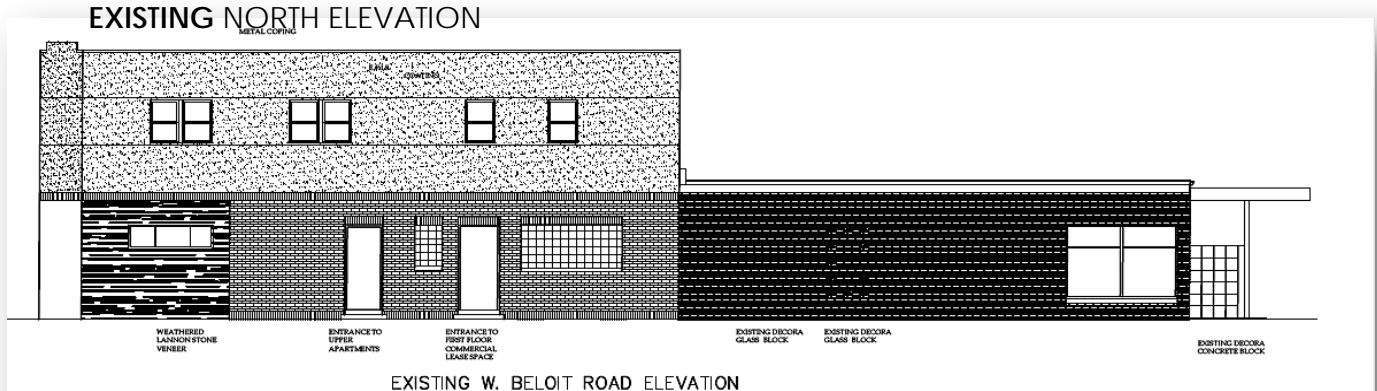 EXISTING NORTH ELEVATION
METAL COPING
COATING
WEATHERED
LANNON STONE
VENEER
ENTRANCE TO
UPPER
APARTMENTS
ENTRANCE TO
FIRST FLOOR
COMMERCIAL
LEASE SPACE
EXISTING DECORA
GLASS BLOCK
EXISTING DECORA
GLASS BLOCK
EXISTING DECORA
CONCRETE BLOCK
EXISTING W. BELOIT ROAD ELEVATION